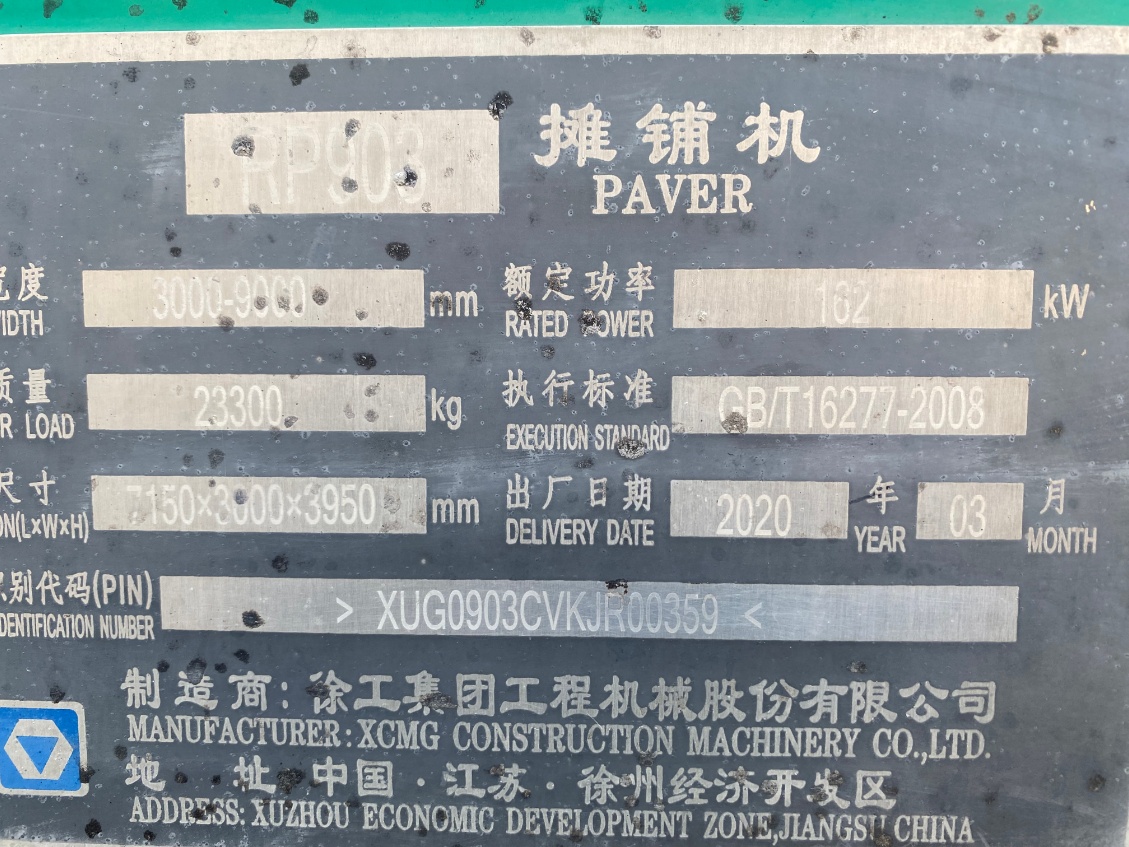 RP903 摊铺机
PAVER
宽度 3000-9000 mm 额定功率 162 kW
WIDTH RATED POWER
质量 23300 kg 执行标准 GB/T16277-2008
R LOAD EXECUTION STANDARD
尺寸 7150×3000×3950 mm 出厂日期 2020 年 03 月
ON(L×W×H) DELIVERY DATE YEAR MONTH
识别代码(PIN) > XUG0903CVKJR00359 <
IDENTIFICATION NUMBER
制造商:徐工集团工程机械股份有限公司
MANUFACTURER:XCMG CONSTRUCTION MACHINERY CO.,LTD.
地 址:中国·江苏·徐州经济开发区
ADDRESS: XUZHOU ECONOMIC DEVELOPMENT ZONE,JIANGSU CHINA